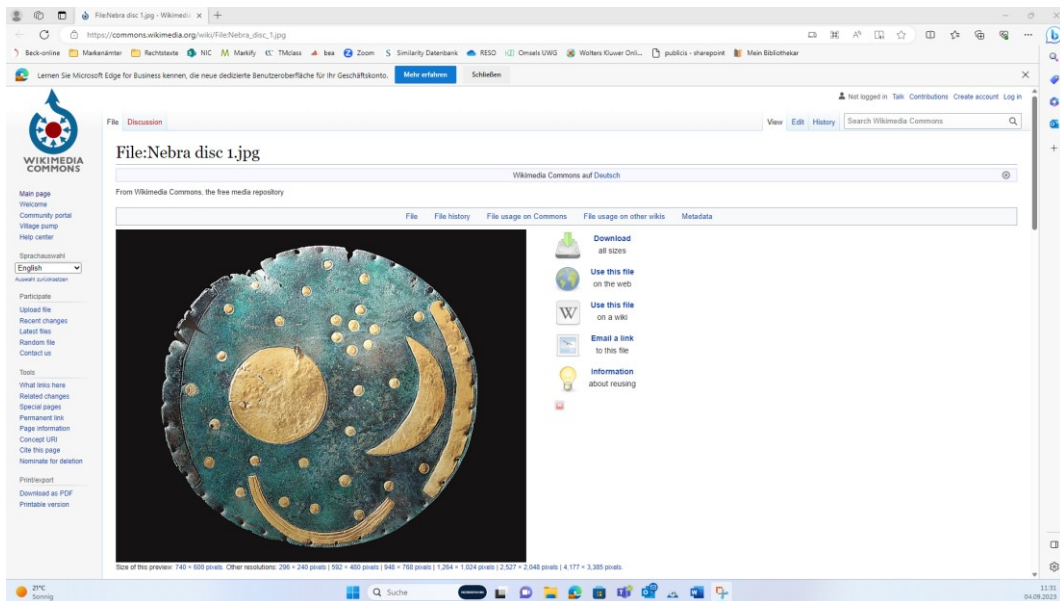 File:Nebra disc 1.jpg - Wikimedi
https://commons.wikimedia.org/wiki/File:Nebra_disc_1.jpg
Beck-online Markenämter Rechtstexte NIC Markify TMclass bea Zoom Similarity Datenbank RESO Omsels UWG Wolters Kluwer Onli... publicis - sharepoint Mein Bibliothekar
Lernen Sie Microsoft Edge for Business kennen, die neue dedizierte Benutzeroberfläche für Ihr Geschäftskonto. Mehr erfahren Schließen
Not logged in Talk Contributions Create account Log in
File Discussion View Edit History Search Wikimedia Commons
WIKIMEDIA
COMMONS
Main page
Welcome
Community portal
Village pump
Help center
Sprachauswahl
English
Auswahl zurücksetzen
Participate
Upload file
Recent changes
Latest files
Random file
Contact us
Tools
What links here
Related changes
Special pages
Permanent link
Page information
Concept URI
Cite this page
Nominate for deletion
Print/export
Download as PDF
Printable version
File:Nebra disc 1.jpg
Wikimedia Commons auf Deutsch
From Wikimedia Commons, the free media repository
File File history File usage on Commons File usage on other wikis Metadata
Download
all sizes
Use this file
on the web
W
Use this file
on a wiki
Email a link
to this file
Information
about reusing
Size of this preview: 740 × 600 pixels. Other resolutions: 296 × 240 pixels | 592 × 480 pixels | 948 × 768 pixels | 1,264 × 1,024 pixels | 2,527 × 2,048 pixels | 4,177 × 3,385 pixels.
21°C
Sonnig
Suche
11:31
04.09.2023